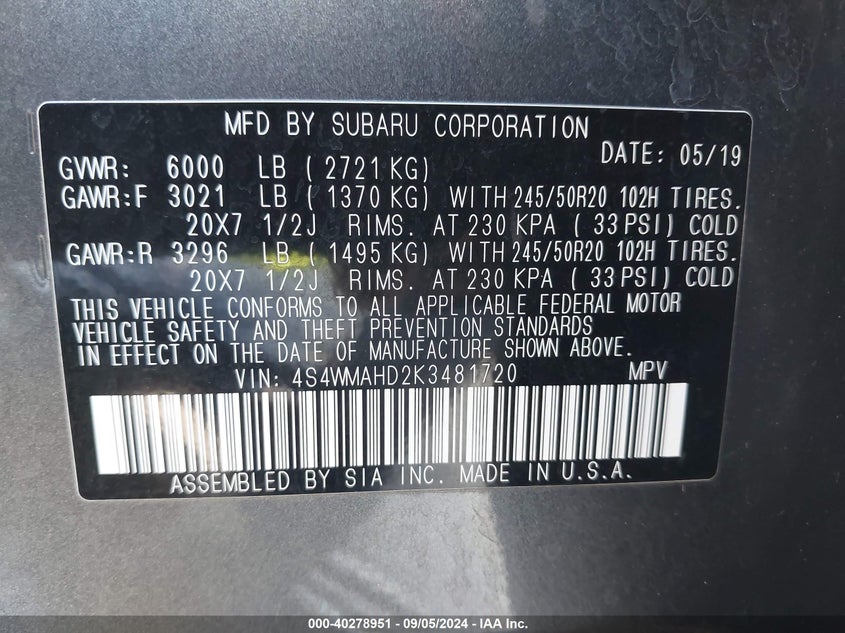 MFD BY SUBARU CORPORATION
DATE: 05/19
GVWR: 6000 LB ( 2721 KG)
GAWR:F 3021 LB ( 1370 KG) WITH 245/50R20 102H TIRES.
20X7 1/2J RIMS. AT 230 KPA ( 33 PSI) COLD
GAWR:R 3296 LB ( 1495 KG) WITH 245/50R20 102H TIRES.
20X7 1/2J RIMS. AT 230 KPA ( 33 PSI) COLD
THIS VEHICLE CONFORMS TO ALL APPLICABLE FEDERAL MOTOR
VEHICLE SAFETY AND THEFT PREVENTION STANDARDS
IN EFFECT ON THE DATE OF MANUFACTURE SHOWN ABOVE.
VIN: 4S4WMAHD2K3481720 MPV
ASSEMBLED BY SIA INC. MADE IN U.S.A.
000-40278951 - 09/05/2024 - IAA Inc.